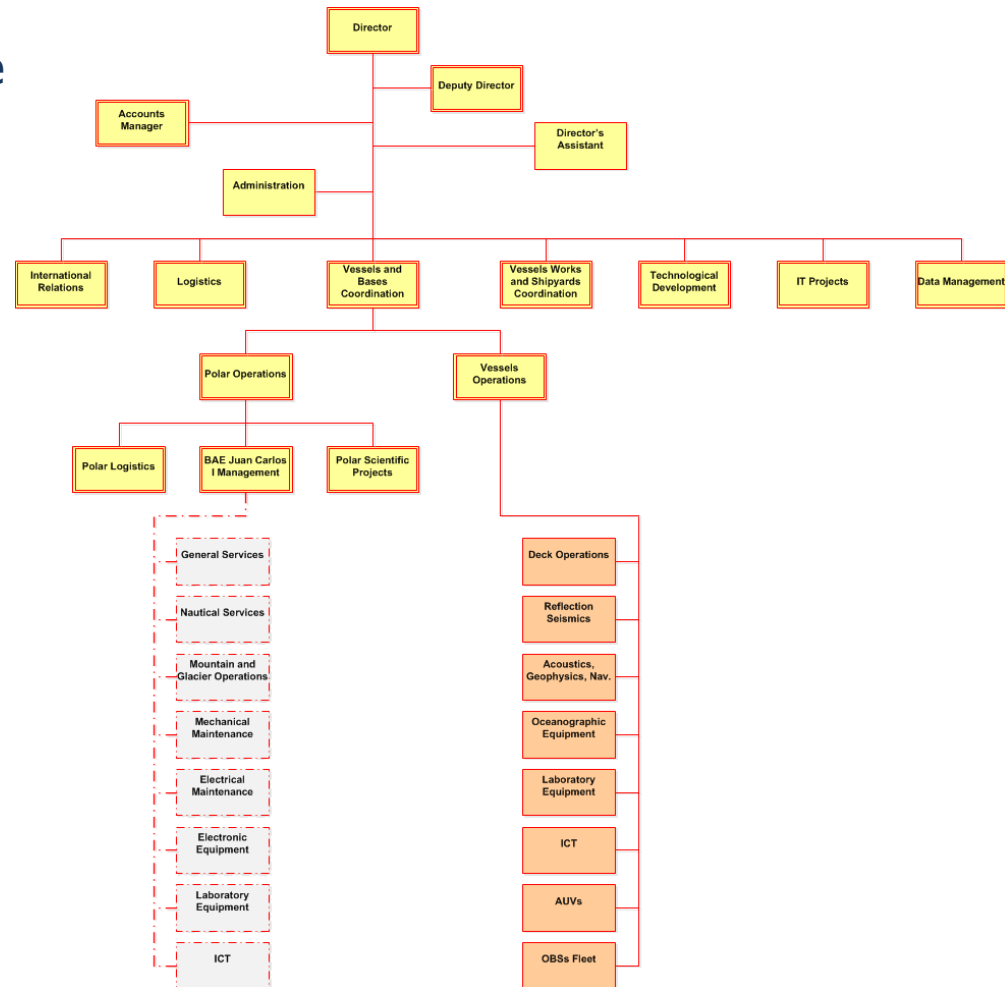 e
Director
Deputy Director
Accounts
Manager
Director's
Assistant
Administration
International
Relations
Logistics
Vessels and
Bases
Coordination
Vessels Works
and Shipyards
Coordination
Technological
Development
IT Projects
Data Management
Polar Operations
Vessels
Operations
Polar Logistics
BAE Juan Carlos
I Management
Polar Scientific
Projects
General Services
Nautical Services
Mountain and
Glacier Operations
Mechanical
Maintenance
Electrical
Maintenance
Electronic
Equipment
Laboratory
Equipment
ICT
Deck Operations
Reflection
Seismics
Acoustics,
Geophysics, Nav.
Oceanographic
Equipment
Laboratory
Equipment
ICT
AUVs
OBSs Fleet